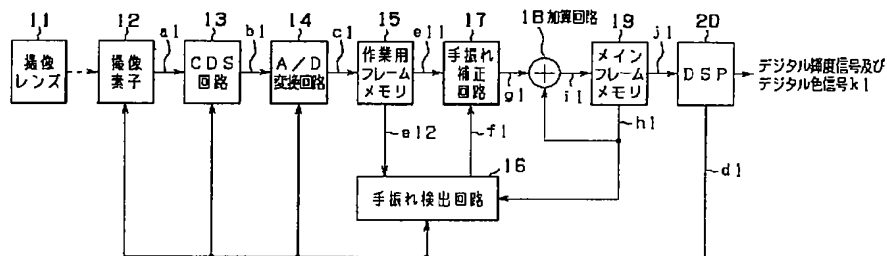 11
撮像
レンズ
12
撮像
素子
a1
13
CDS
回路
b1
14
A/D
変換回路
c1
15
作業用
フレーム
メモリ
e11
17
手振れ
補正
回路
g1
18 加算回路
i1
19
メイン
フレーム
メモリ
j1
20
DSP
デジタル輝度信号及び
デジタル色信号k1
e12
f1
h1
16
手振れ検出回路
d1